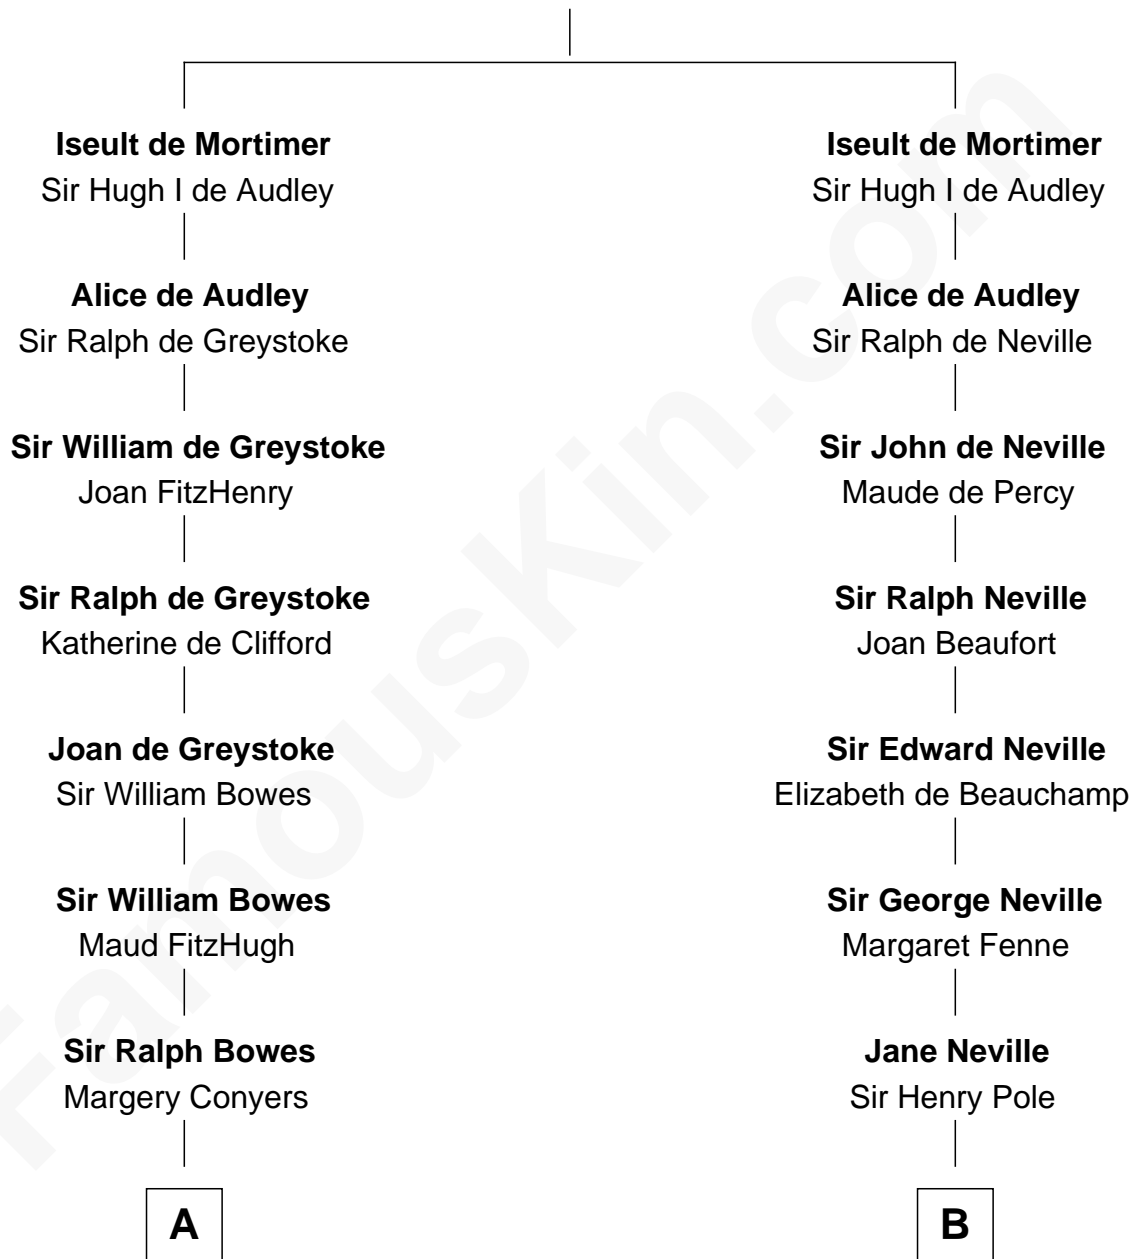 Iseult de Mortimer
Sir Hugh I de Audley
Alice de Audley
Sir Ralph de Greystoke
Sir William de Greystoke
Joan FitzHenry
Sir Ralph de Greystoke
Katherine de Clifford
Joan de Greystoke
Sir William Bowes
Sir William Bowes
Maud FitzHugh
Sir Ralph Bowes
Margery Conyers
A
Iseult de Mortimer
Sir Hugh I de Audley
Alice de Audley
Sir Ralph de Neville
Sir John de Neville
Maude de Percy
Sir Ralph Neville
Joan Beaufort
Sir Edward Neville
Elizabeth de Beauchamp
Sir George Neville
Margaret Fenne
Jane Neville
Sir Henry Pole
B
FamousKin.com